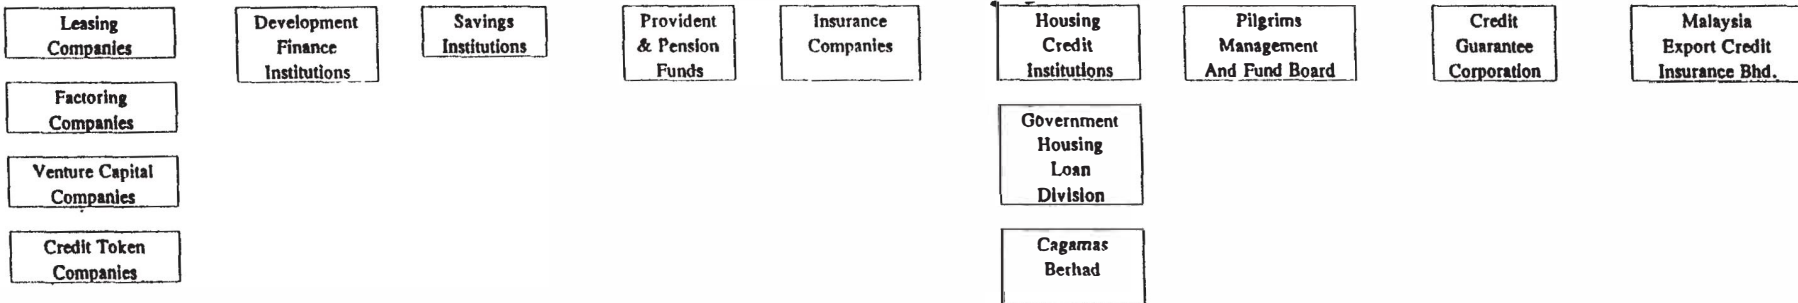 Leasing
Companies
Development
Finance
Institutions
Savings
Institutions
Provident
& Pension
Funds
Insurance
Companies
Housing
Credit
Institutions
Pilgrims
Management
And Fund Board
Credit
Guarantee
Corporation
Malaysia
Export Credit
Insurance Bhd.
Factoring
Companies
Government
Housing
Loan
Division
Venture Capital
Companies
Credit Token
Companies
Cagamas
Berhad